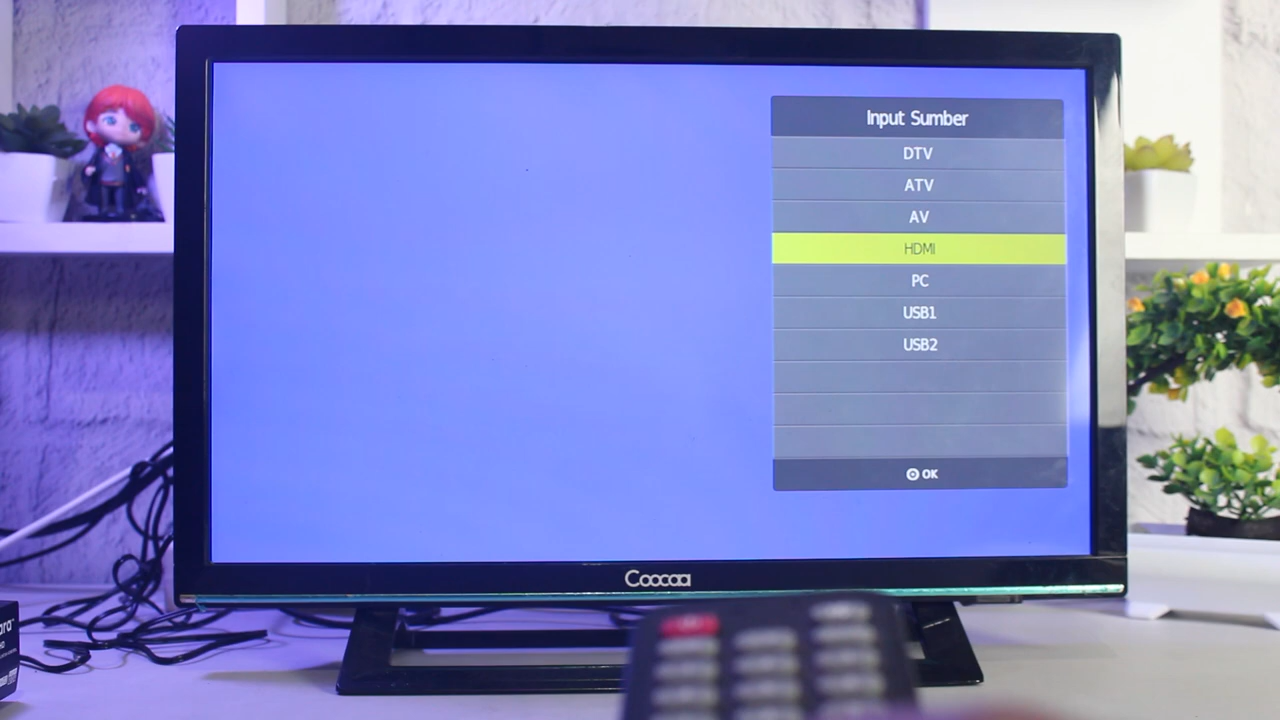 Input Sumber
DTV
ATV
AV
HDMI
PC
USB1
USB2
OK
Coocaa